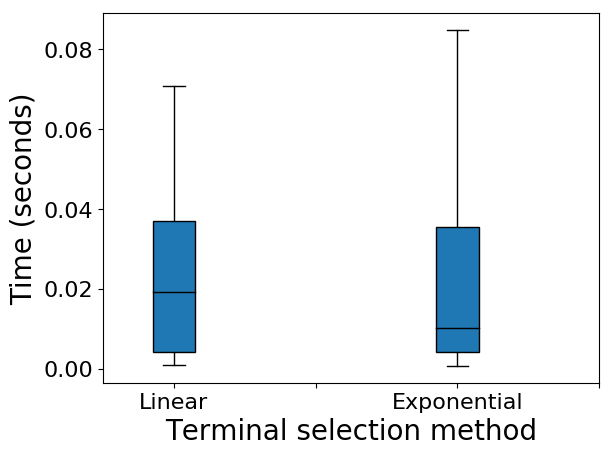 Time (seconds)
0.08
0.06
0.04
0.02
0.00
Linear
Exponential
Terminal selection method